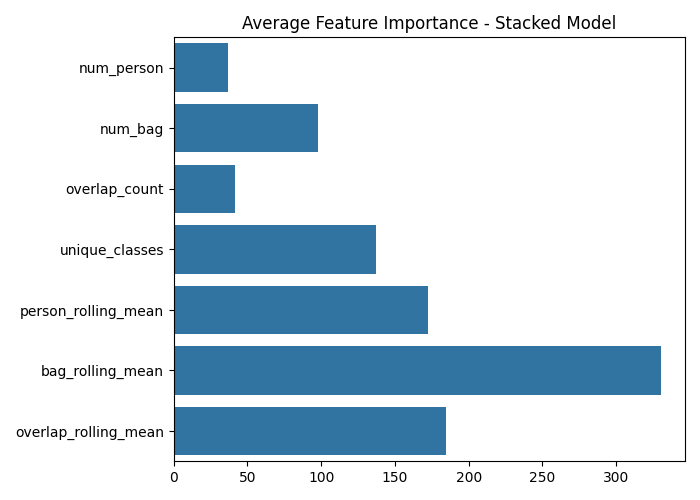 Average Feature Importance - Stacked Model
num_person
num_bag
overlap_count
unique_classes
person_rolling_mean
bag_rolling_mean
overlap_rolling_mean
0 50 100 150 200 250 300